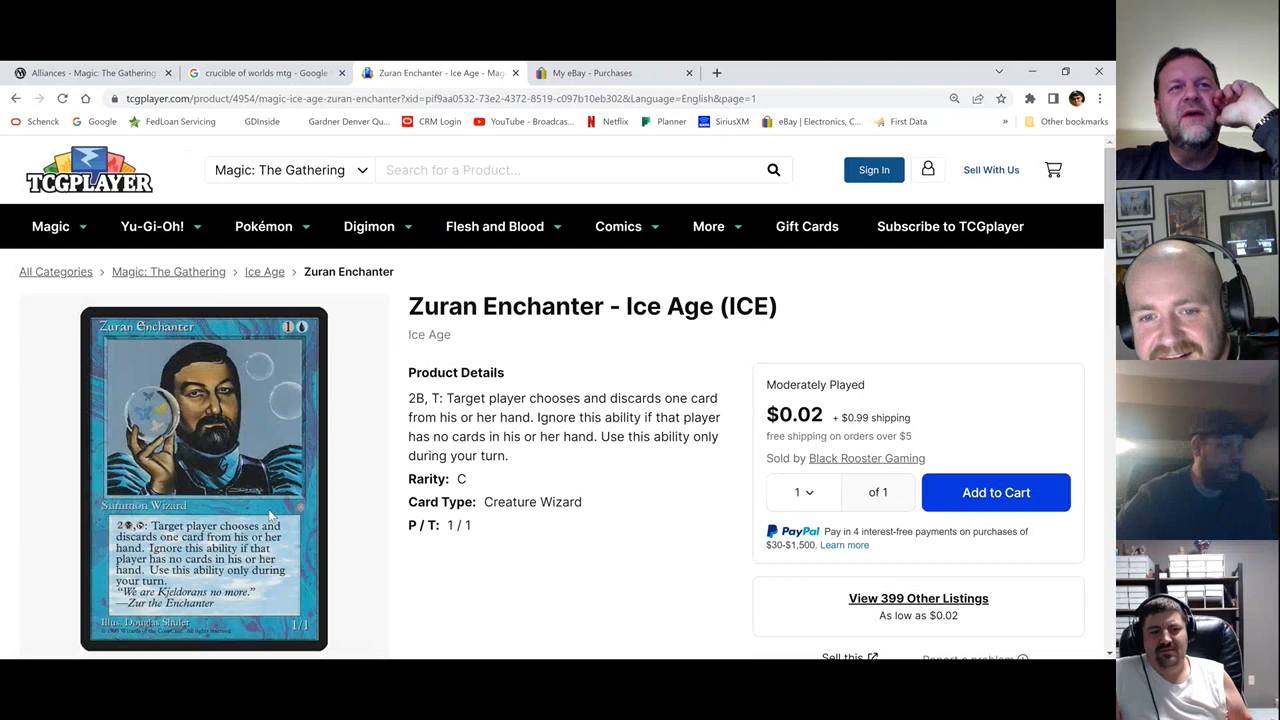 Alliances - Magic: The Gathering
crucible of worlds mtg - Google
Zuran Enchanter - Ice Age - Mag
My eBay - Purchases
tcgplayer.com/product/4954/magic-ice-age-zuran-enchanter?xid=pif9aa0532-73e2-4372-8519-c097b10eb302&Language=English&page=1
Schenck
Google
FedLoan Servicing
GDInside
Gardner Denver Qu...
CRM Login
YouTube - Broadcas...
Netflix
Planner
SiriusXM
eBay | Electronics, C...
First Data
»
Other bookmarks
TCGPLAYER
Magic: The Gathering
Search for a Product...
Sign In
Sell With Us
Magic
Yu-Gi-Oh!
Pokémon
Digimon
Flesh and Blood
Comics
More
Gift Cards
Subscribe to TCGplayer
All Categories > Magic: The Gathering > Ice Age > Zuran Enchanter
Zuran Enchanter - Ice Age (ICE)
Ice Age
Product Details
2B, T: Target player chooses and discards one card
from his or her hand. Ignore this ability if that player
has no cards in his or her hand. Use this ability only
during your turn.
Rarity: C
Card Type: Creature Wizard
P / T: 1 / 1
Zuran Enchanter
1
Summon Wizard
2 : Target player chooses and
discards one card from his or her
hand. Ignore this ability if that
player has no cards in his or her
hand. Use this ability only during
your turn.
"We are Kjeldorans no more."
—Zur the Enchanter
Illus. Douglas Shuler
1/1
Moderately Played
$0.02 + $0.99 shipping
free shipping on orders over $5
Sold by Black Rooster Gaming
1
of 1
Add to Cart
PayPal Pay in 4 interest-free payments on purchases of
$30-$1,500. Learn more
View 399 Other Listings
As low as $0.02
Sell this
Report a problem